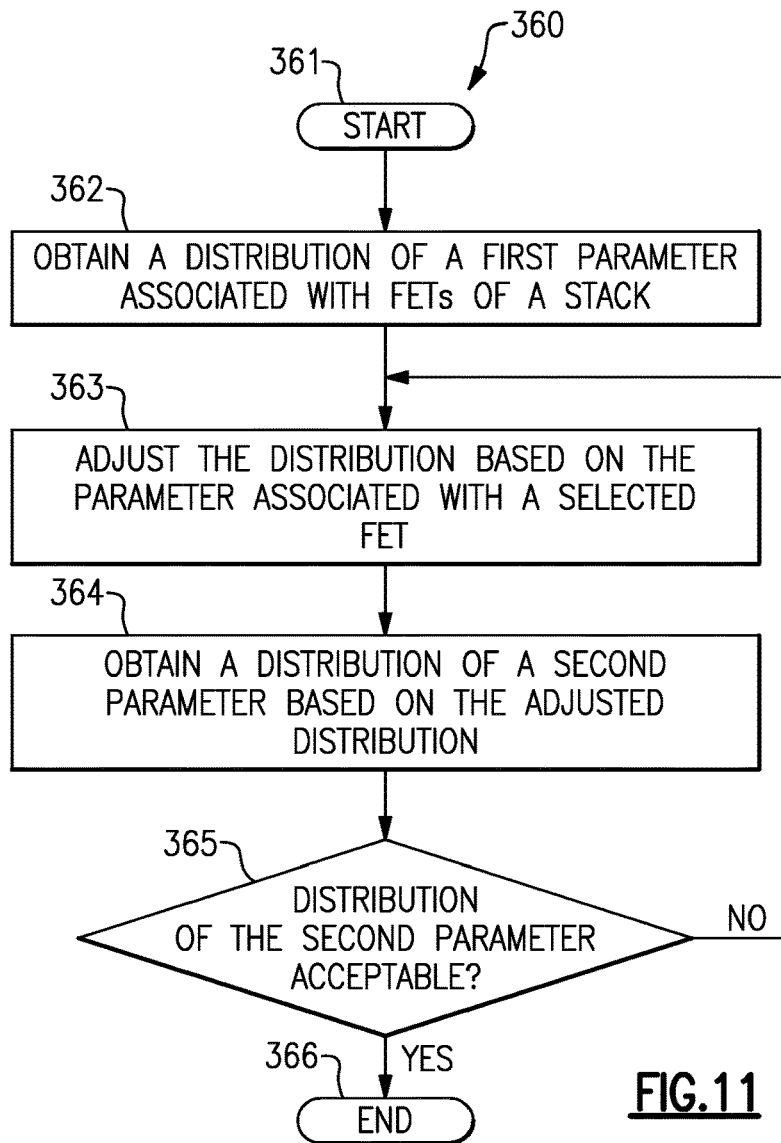 360
361
START
362
OBTAIN A DISTRIBUTION OF A FIRST PARAMETER
ASSOCIATED WITH FETs OF A STACK
363
ADJUST THE DISTRIBUTION BASED ON THE
PARAMETER ASSOCIATED WITH A SELECTED
FET
364
OBTAIN A DISTRIBUTION OF A SECOND
PARAMETER BASED ON THE ADJUSTED
DISTRIBUTION
365
DISTRIBUTION
OF THE SECOND PARAMETER
ACCEPTABLE?
NO
YES
366
END
FIG.11